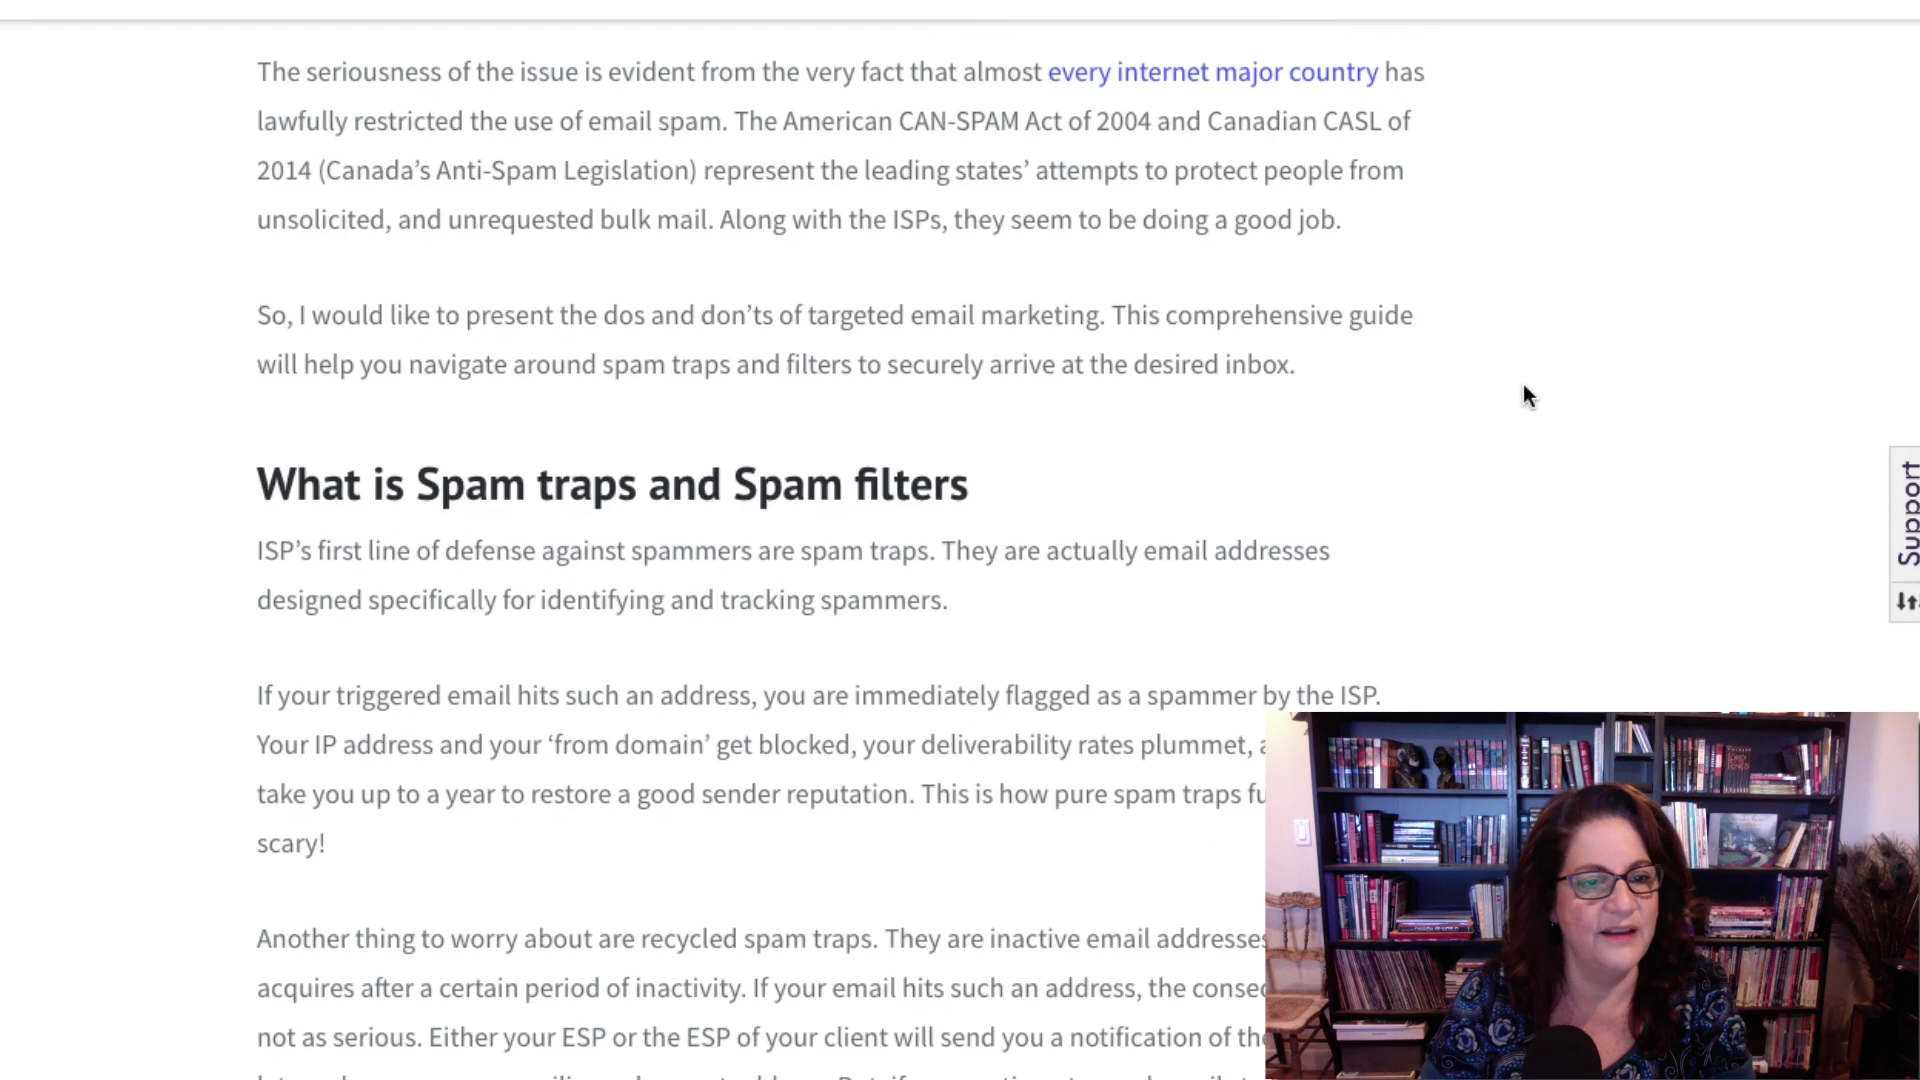 The seriousness of the issue is evident from the very fact that almost every internet major country has
lawfully restricted the use of email spam. The American CAN-SPAM Act of 2004 and Canadian CASL of
2014 (Canada’s Anti-Spam Legislation) represent the leading states’ attempts to protect people from
unsolicited, and unrequested bulk mail. Along with the ISPs, they seem to be doing a good job.
So, I would like to present the dos and don’ts of targeted email marketing. This comprehensive guide
will help you navigate around spam traps and filters to securely arrive at the desired inbox.
What is Spam traps and Spam filters
ISP’s first line of defense against spammers are spam traps. They are actually email addresses
designed specifically for identifying and tracking spammers.
If your triggered email hits such an address, you are immediately flagged as a spammer by the ISP.
Your IP address and your ‘from domain’ get blocked, your deliverability rates plummet,
take you up to a year to restore a good sender reputation. This is how pure spam traps
scary!
Another thing to worry about are recycled spam traps. They are inactive email addresses
acquires after a certain period of inactivity. If your email hits such an address, the
not as serious. Either your ESP or the ESP of your client will send you a notification of
Support